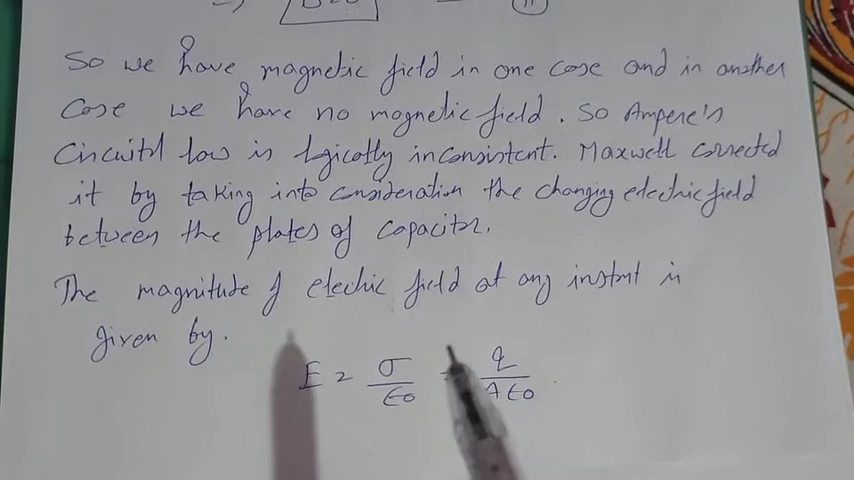 ⇒ B=0 — (ii)
So we have magnetic field in one case and in another
case we have no magnetic field. So Ampere's
Circuital law is logically inconsistent. Maxwell corrected
it by taking into consideration the changing electric field
between the plates of capacitor.
The magnitude of electric field at any instant is
given by.
E = σ/ϵ0 = q/Aϵ0